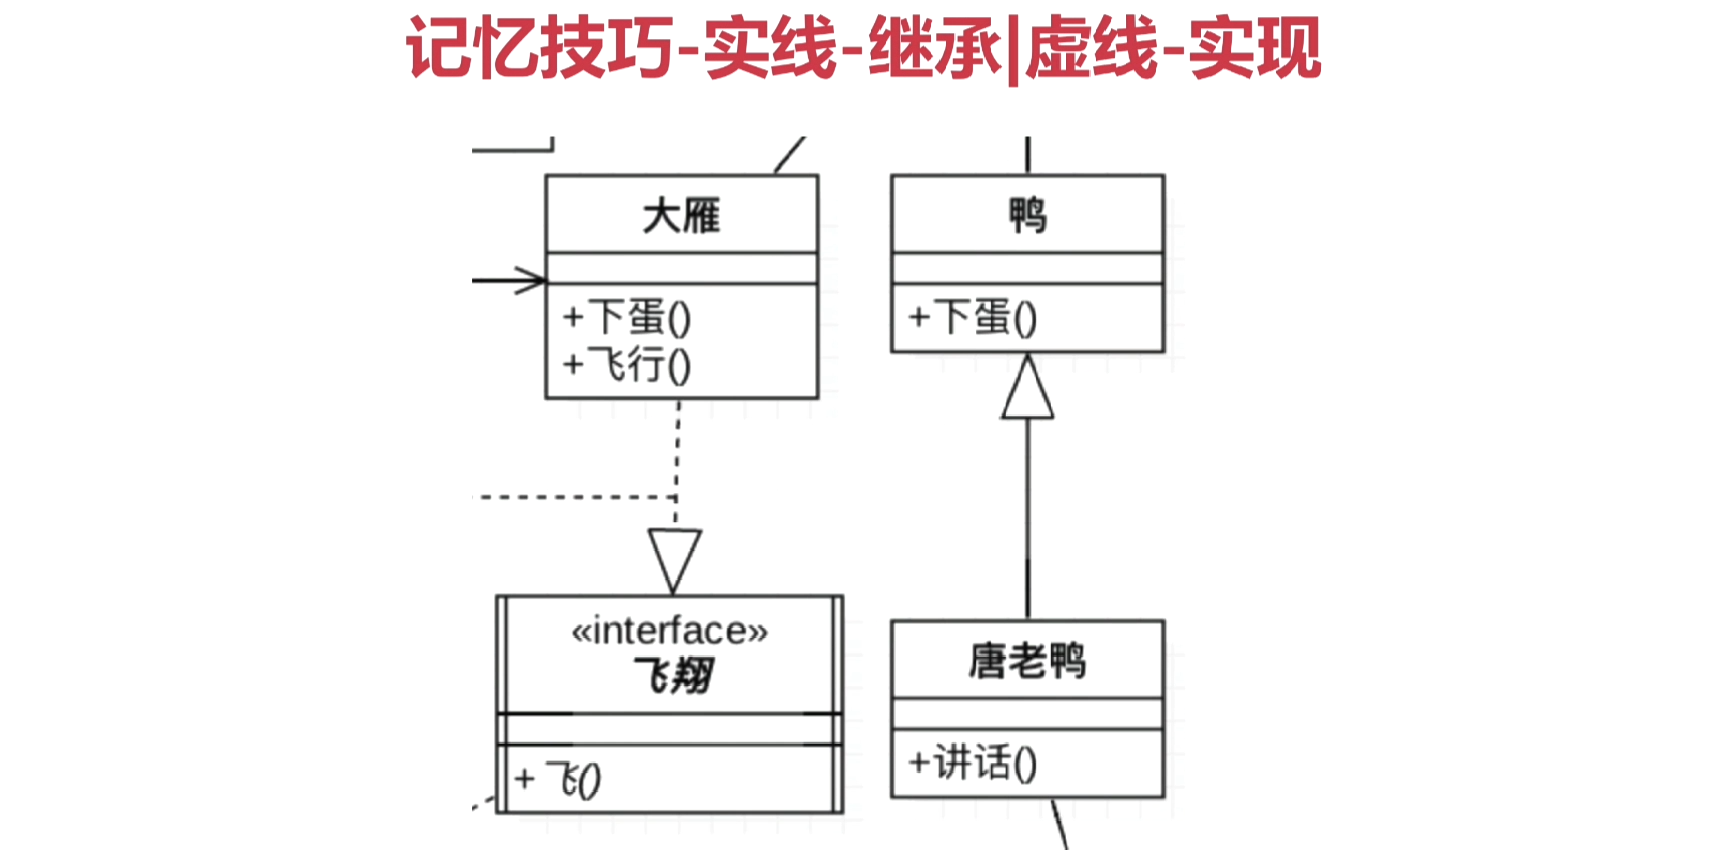 记忆技巧-实线-继承|虚线-实现
大雁
+下蛋()
+飞行()
鸭
+下蛋()
«interface»
飞翔
+ 飞()
唐老鸭
+讲话()